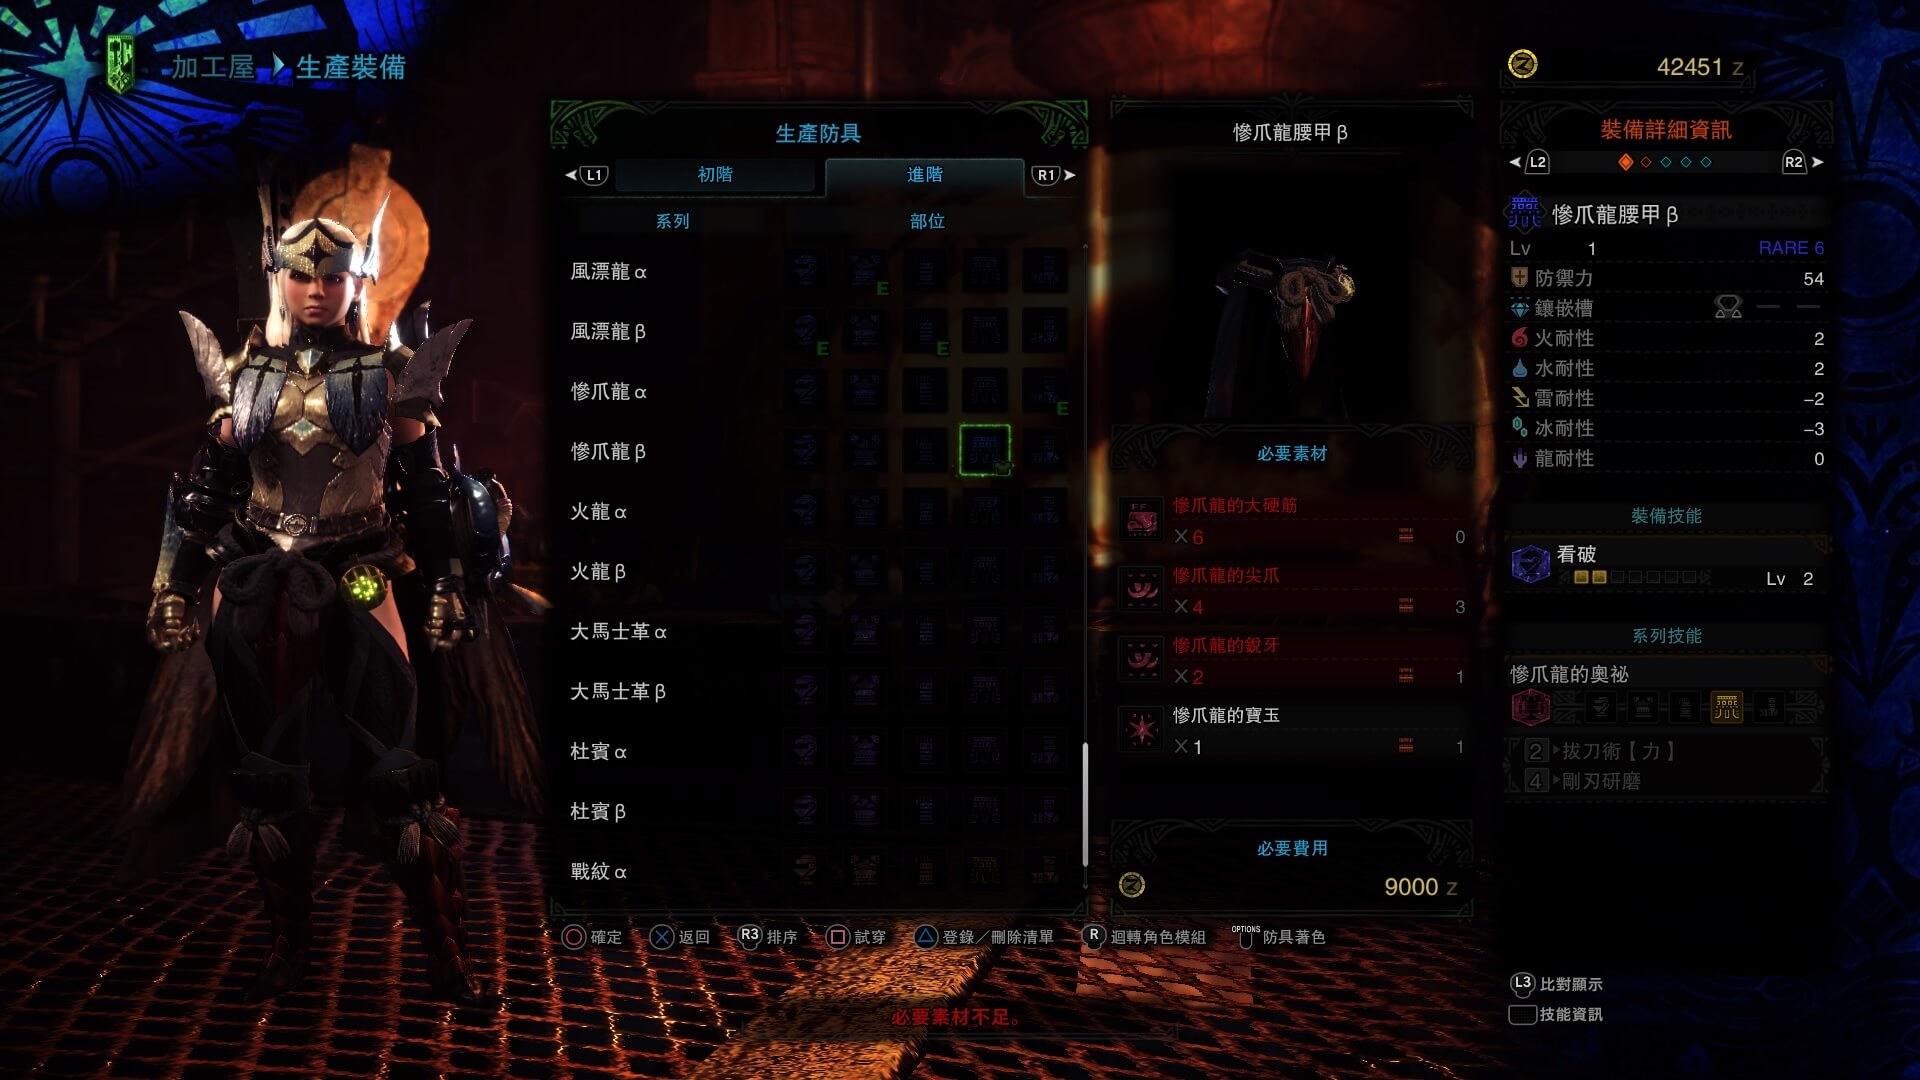 加工屋 生產裝備
42451 z
生產防具
L1 初階 進階 R1
系列 部位
風漂龍 α
E
風漂龍 β
E E
慘爪龍 α
E
慘爪龍 β
火龍 α
火龍 β
大馬士革 α
大馬士革 β
杜賓 α
杜賓 β
戰紋 α
慘爪龍腰甲 β
必要素材
慘爪龍的大硬筋
×6 0
慘爪龍的尖爪
×4 3
慘爪龍的銳牙
×2 1
慘爪龍的寶玉
×1 1
必要費用
9000 z
裝備詳細資訊
L2 R2
慘爪龍腰甲 β
Lv 1 RARE 6
防禦力 54
鑲嵌槽
火耐性 2
水耐性 2
雷耐性 −2
冰耐性 −3
龍耐性 0
裝備技能
看破
Lv 2
系列技能
慘爪龍的奧祕
2 拔刀術【力】
4 剛刃研磨
確定 返回 R3 排序 試穿 登錄／刪除清單 R 迴轉角色模組 OPTIONS 防具著色
L3 比對顯示
技能資訊
必要素材不足。